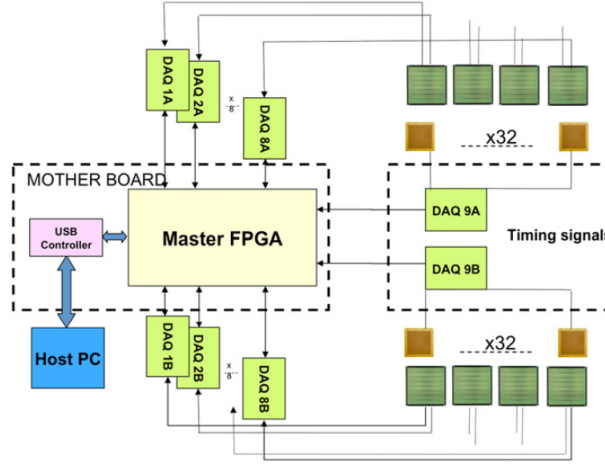 DAQ 1A
DAQ 2A
x
8
DAQ 8A
x32
MOTHER BOARD
USB
Controller
Master FPGA
DAQ 9A
Timing signals
DAQ 9B
Host PC
DAQ 1B
DAQ 2B
x
8
DAQ 8B
x32